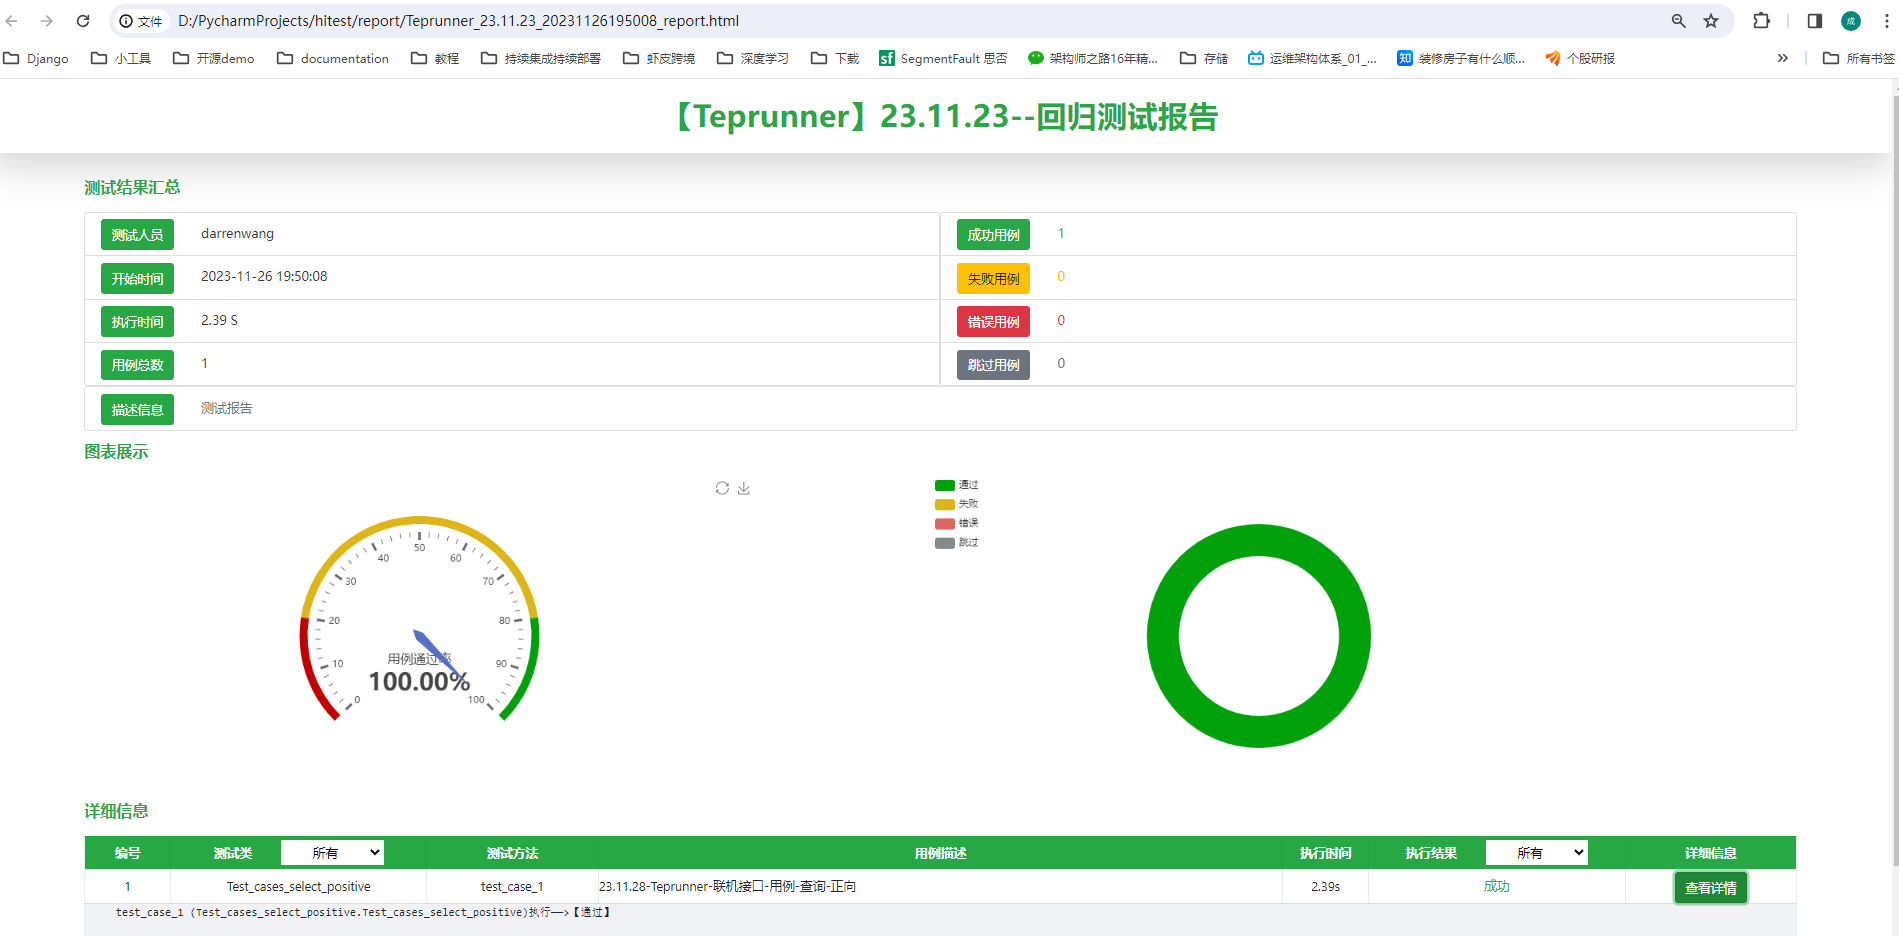 文件 D:/PycharmProjects/hitest/report/Teprunner_23.11.23_20231126195008_report.html 成
Django 小工具 开源demo documentation 教程 持续集成持续部署 虾皮跨境 深度学习 下载 sf SegmentFault 思否 架构师之路16年精... 存储 运维架构体系_01_... 知 装修房子有什么顺... 个股研报 » 所有书签
【Teprunner】23.11.23--回归测试报告
测试结果汇总
测试人员 darrenwang 成功用例 1
开始时间 2023-11-26 19:50:08 失败用例 0
执行时间 2.39 S 错误用例 0
用例总数 1 跳过用例 0
描述信息 测试报告
图表展示
通过
失败
错误
跳过
0
10
20
30
40
50
60
70
80
90
100
用例通过率
100.00%
详细信息
编号 测试类 所有 测试方法 用例描述 执行时间 执行结果 所有 详细信息
1 Test_cases_select_positive test_case_1 23.11.28-Teprunner-联机接口-用例-查询-正向 2.39s 成功 查看详情
test_case_1 (Test_cases_select_positive.Test_cases_select_positive)执行—>【通过】